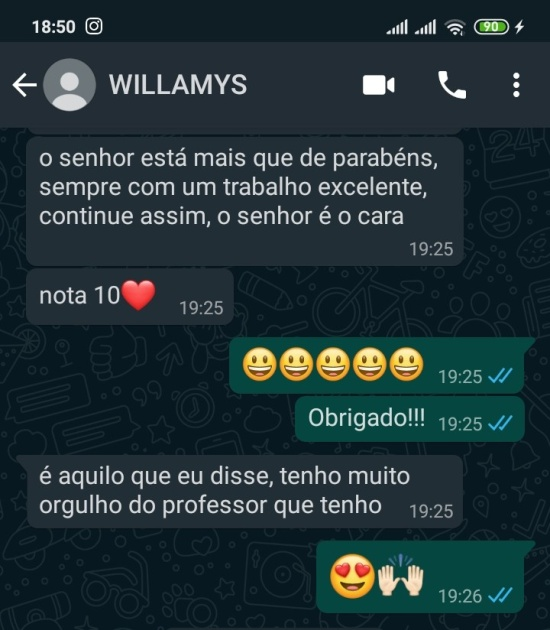 18:50
90
WILLAMYS
o senhor está mais que de parabéns,
sempre com um trabalho excelente,
continue assim, o senhor é o cara
19:25
nota 10❤️ 19:25
😃😃😃😃😃 19:25
Obrigado!!! 19:25
é aquilo que eu disse, tenho muito
orgulho do professor que tenho 19:25
😍🙌🏻 19:26